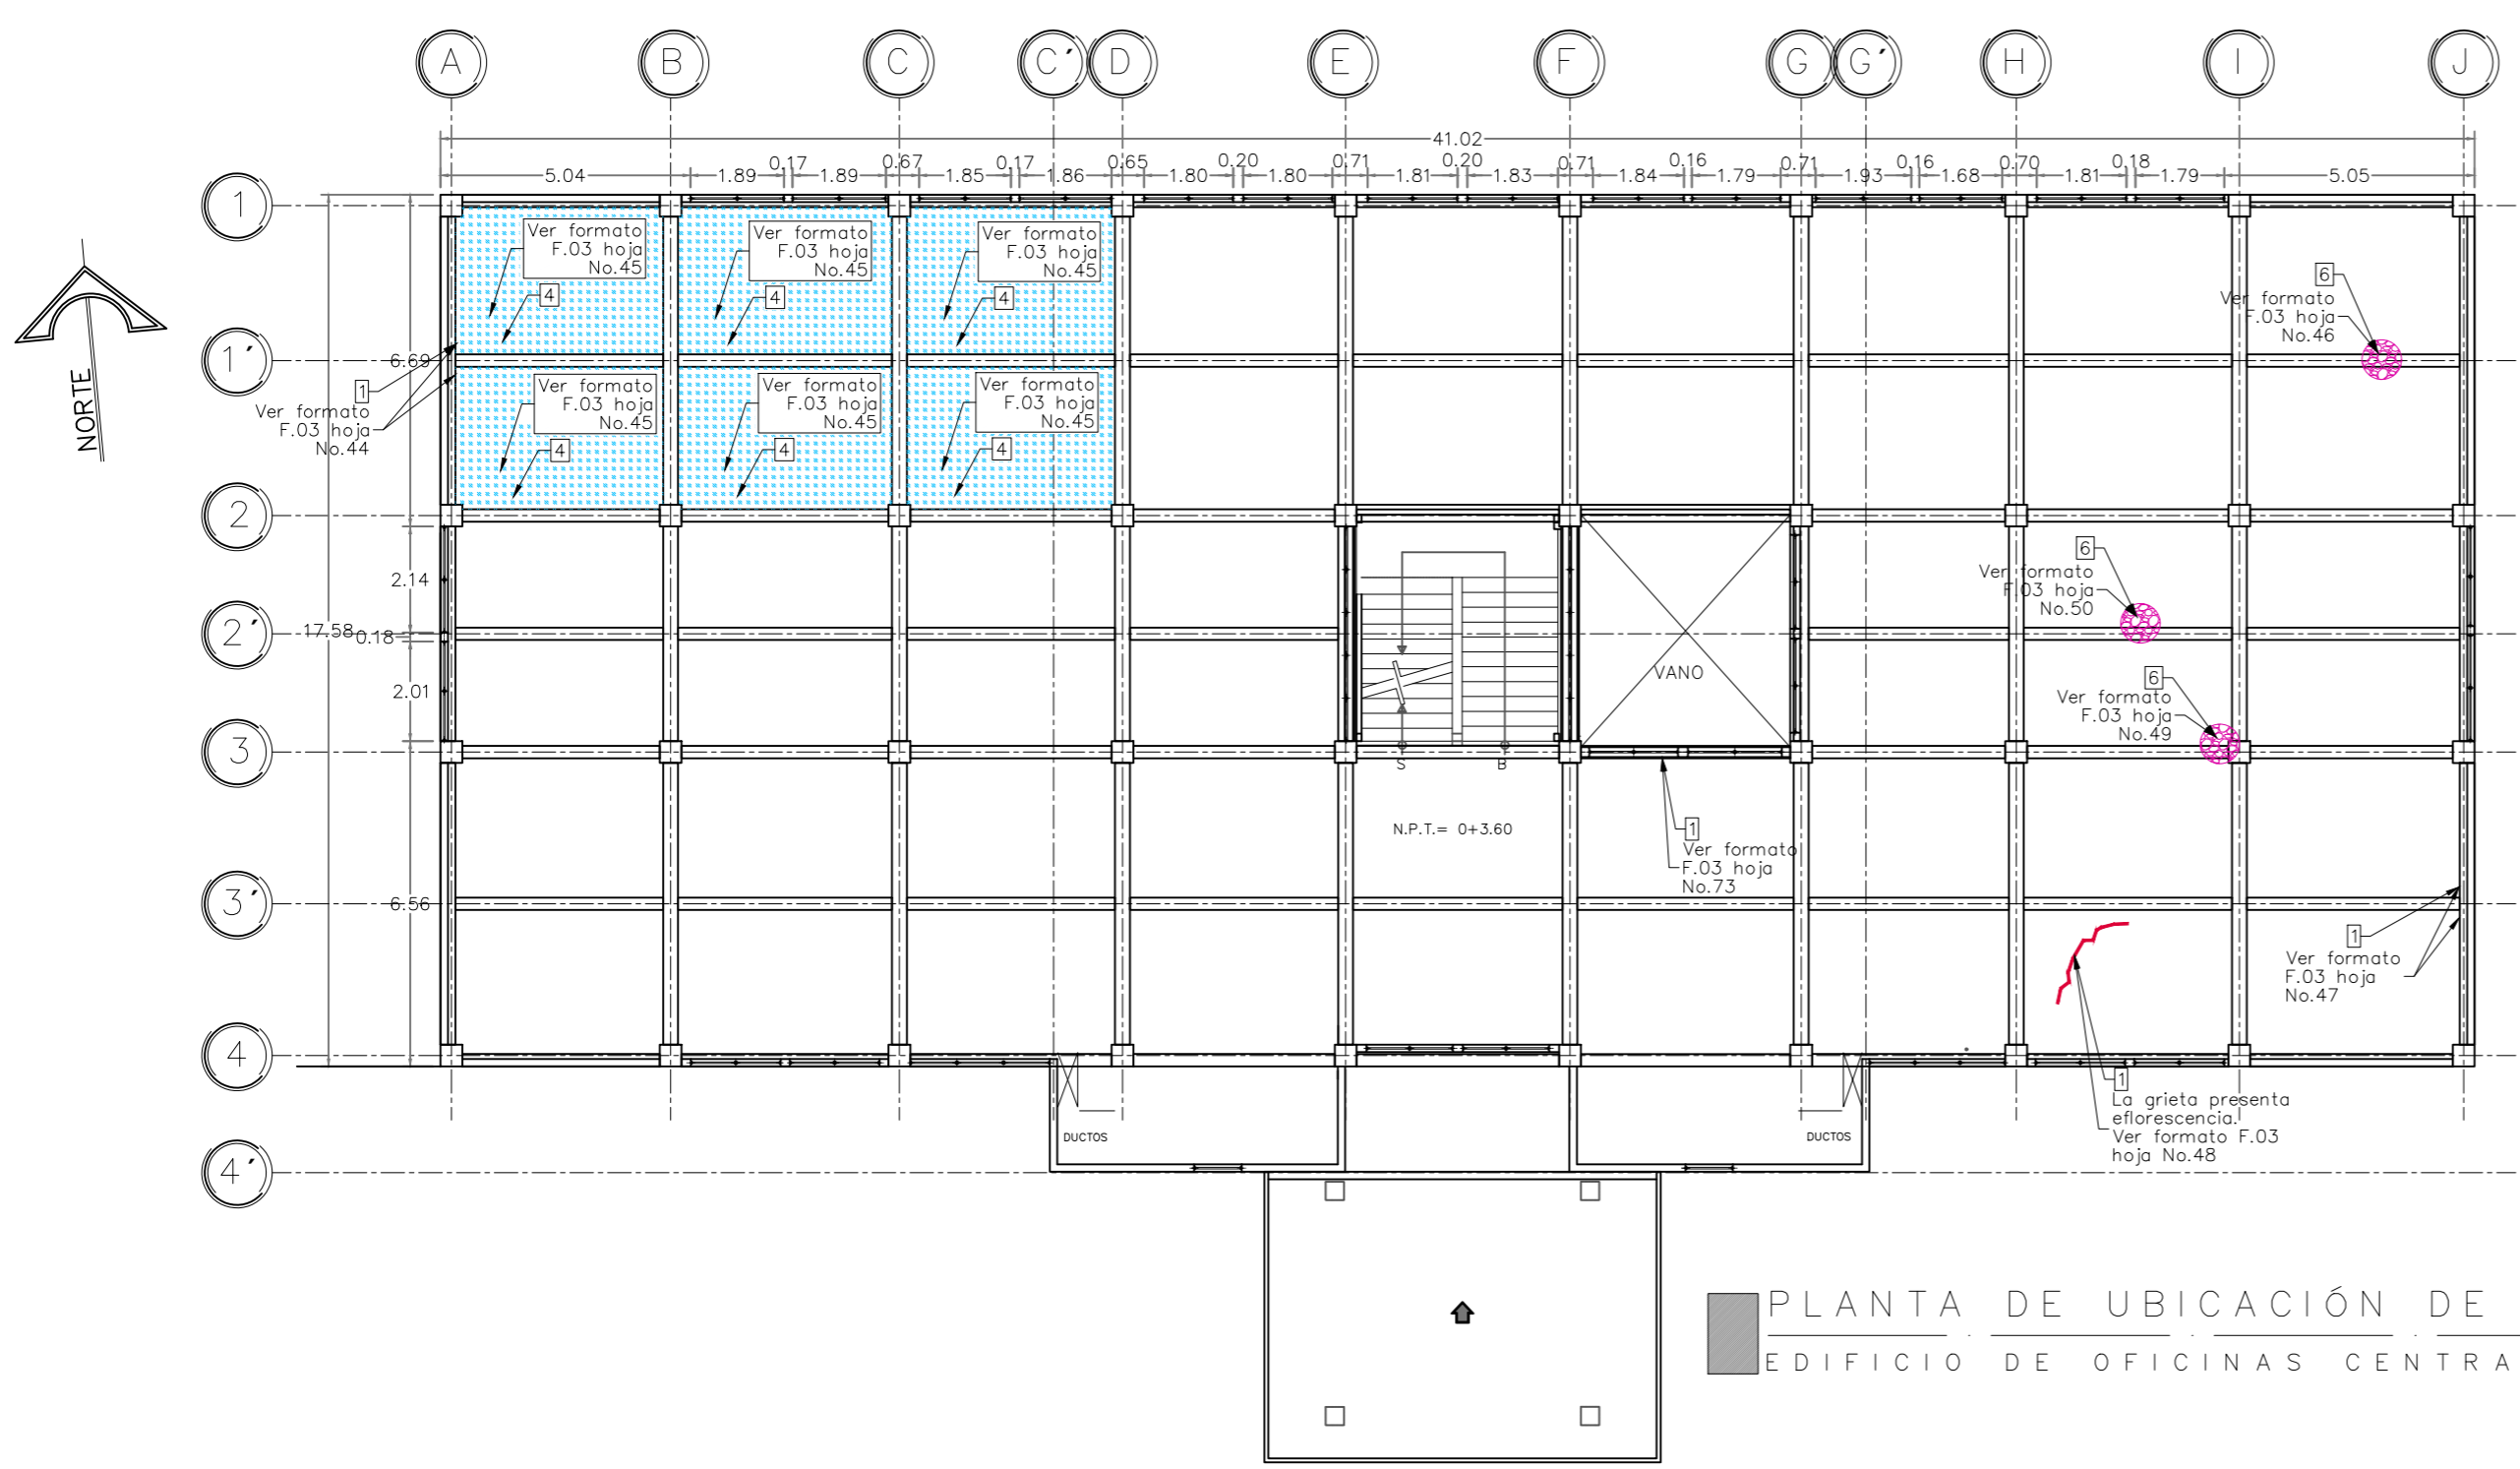 A B C C´ D E F G G´ H I J
41.02
5.04 1.89 0.17 1.89 0.67 1.85 0.17 1.86 0.65 1.80 0.20 1.80 0.71 1.81 0.20 1.83 0.71 1.84 0.16 1.79 0.71 1.93 0.16 1.68 0.70 1.81 0.18 1.79 5.05
1
Ver formato
F.03 hoja
No.45
4
Ver formato
F.03 hoja
No.45
4
Ver formato
F.03 hoja
No.45
4
6
Ver formato
F.03 hoja
No.46
NORTE
1´
6.69
1
Ver formato
F.03 hoja
No.44
Ver formato
F.03 hoja
No.45
4
Ver formato
F.03 hoja
No.45
4
Ver formato
F.03 hoja
No.45
4
2
2.14
6
Ver formato
F.03 hoja
No.50
2´
17.58
0.18
2.01
VANO
6
Ver formato
F.03 hoja
No.49
3
S
B
N.P.T.= 0+3.60
1
Ver formato
F.03 hoja
No.73
3´
6.56
1
Ver formato
F.03 hoja
No.47
4
1
La grieta presenta
eflorescencia.
Ver formato F.03
hoja No.48
DUCTOS
DUCTOS
4´
PLANTA DE UBICACIÓN DE
EDIFICIO DE OFICINAS CENTRA